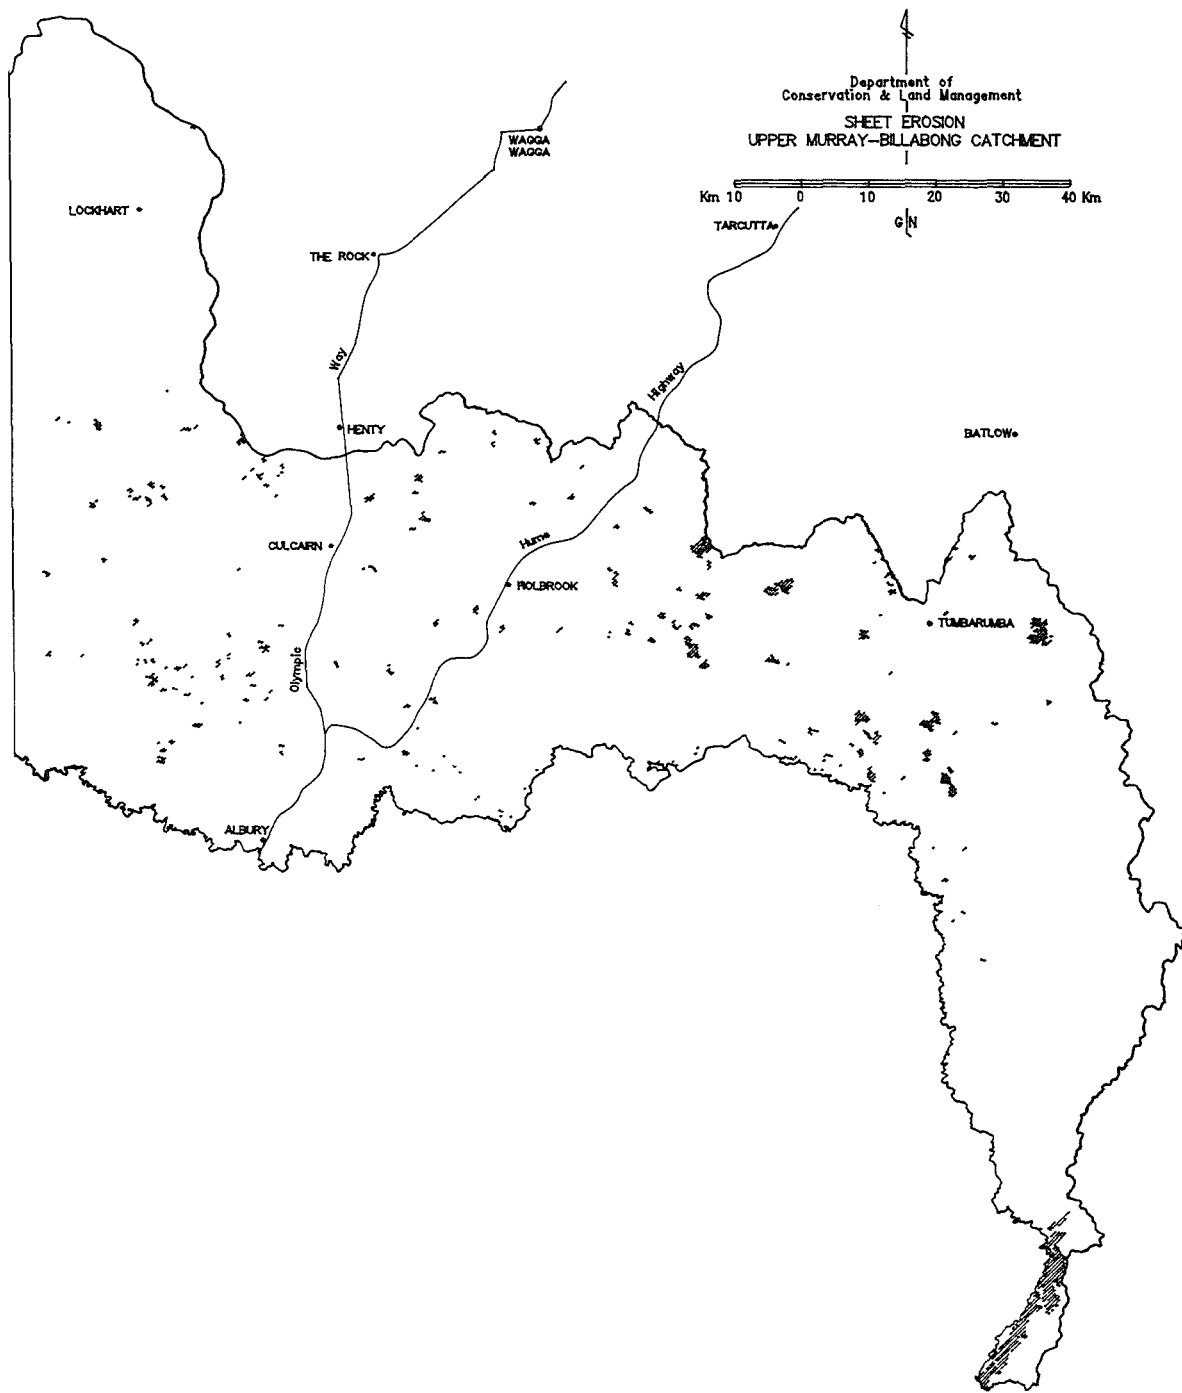 Department of
Conservation & Land Management
SHEET EROSION
UPPER MURRAY-BILLABONG CATCHMENT
Km 10 0 10 20 30 40 Km
G N
WAGGA
WAGGA
LOCKHART
TARCUTTA
THE ROCK
Way
Highway
HENTY
BATLOW
CULCAIRN
Hume
HOLBROOK
TUMBARUMBA
Olympic
ALBURY